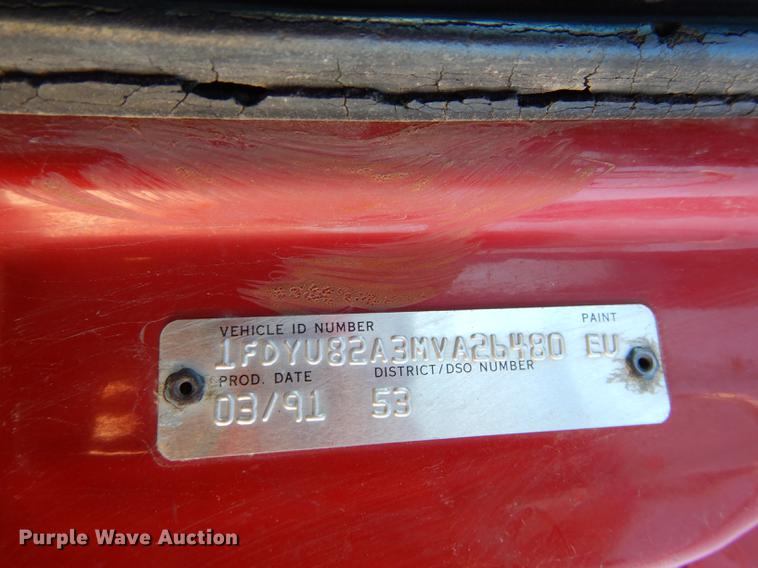 VEHICLE ID NUMBER PAINT
1FDYU82A3MVA26480 EU
PROD. DATE DISTRICT/DSO NUMBER
03/91 53
Purple Wave Auction